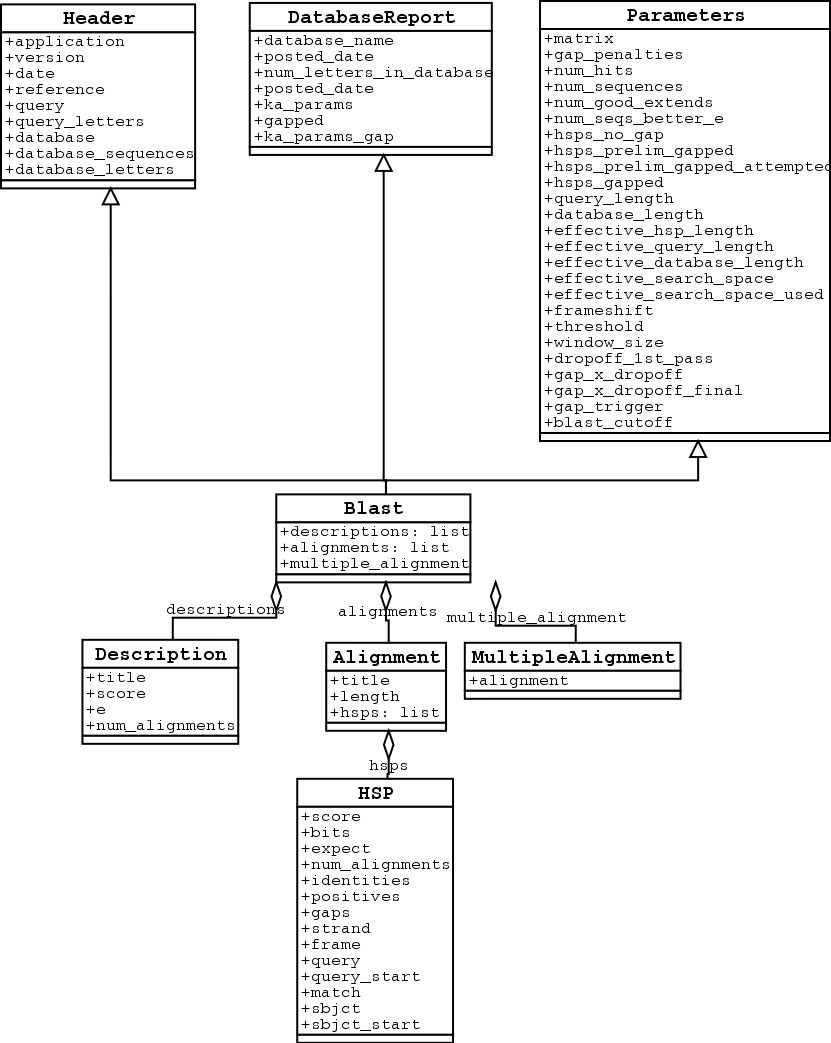 Header
+application
+version
+date
+reference
+query
+query_letters
+database
+database_sequences
+database_letters
DatabaseReport
+database_name
+posted_date
+num_letters_in_database
+posted_date
+ka_params
+gapped
+ka_params_gap
Parameters
+matrix
+gap_penalties
+num_hits
+num_sequences
+num_good_extends
+num_seqs_better_e
+hsps_no_gap
+hsps_prelim_gapped
+hsps_prelim_gapped_attempted
+hsps_gapped
+query_length
+database_length
+effective_hsp_length
+effective_query_length
+effective_database_length
+effective_search_space
+effective_search_space_used
+frameshift
+threshold
+window_size
+dropoff_1st_pass
+gap_x_dropoff
+gap_x_dropoff_final
+gap_trigger
+blast_cutoff
Blast
+descriptions: list
+alignments: list
+multiple_alignment
descriptions
alignments
multiple_alignment
Description
+title
+score
+e
+num_alignments
Alignment
+title
+length
+hsps: list
MultipleAlignment
+alignment
hsps
HSP
+score
+bits
+expect
+num_alignments
+identities
+positives
+gaps
+strand
+frame
+query
+query_start
+match
+sbjct
+sbjct_start